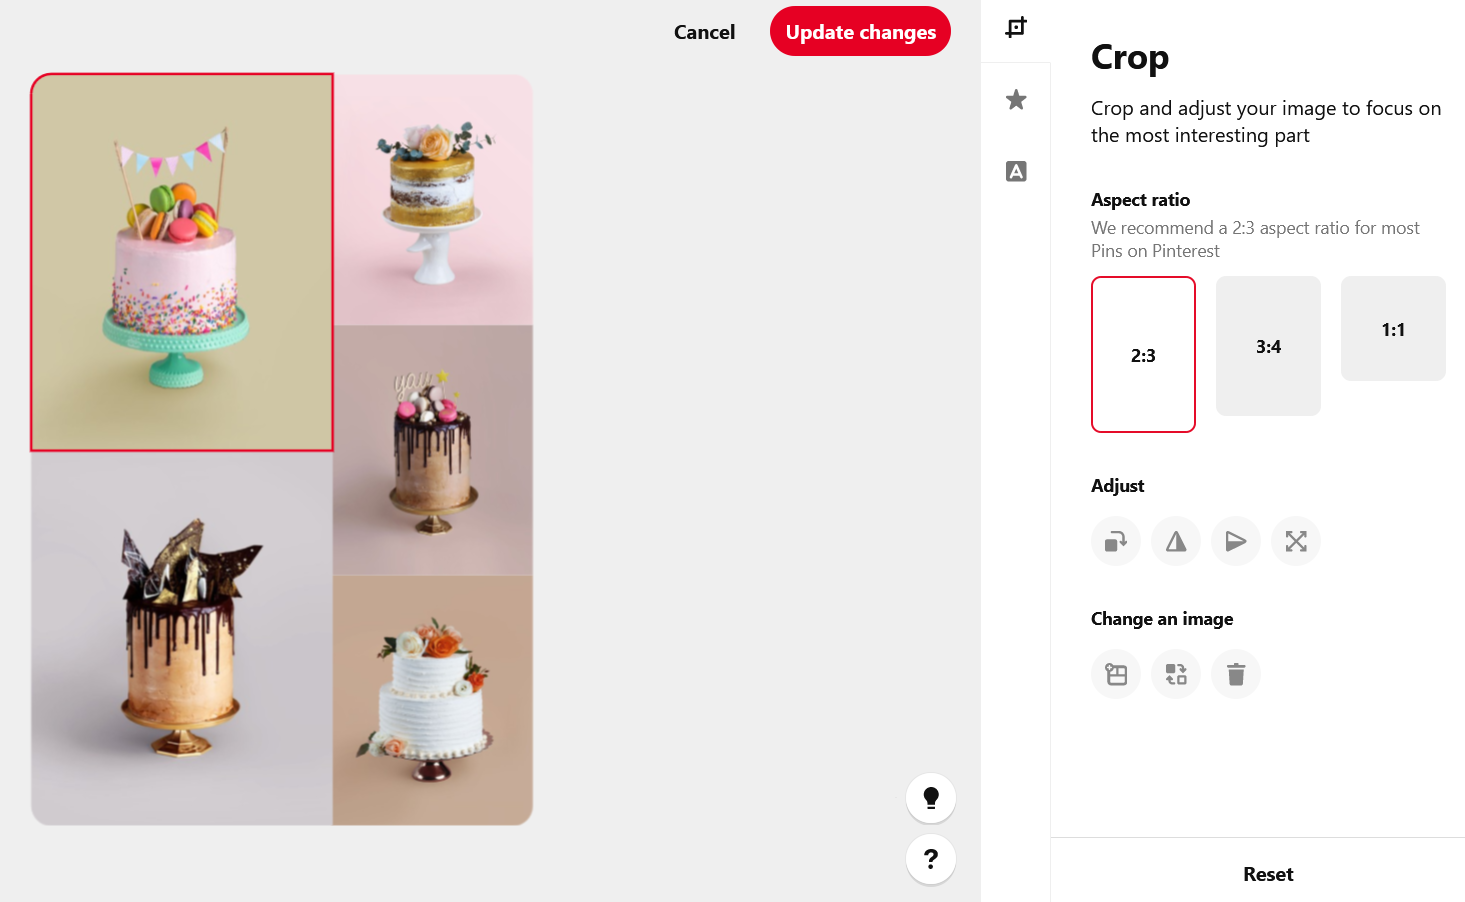 Cancel
Update changes
yay
Crop
Crop and adjust your image to focus on
the most interesting part
Aspect ratio
We recommend a 2:3 aspect ratio for most
Pins on Pinterest
2:3
3:4
1:1
Adjust
Change an image
A
?
Reset